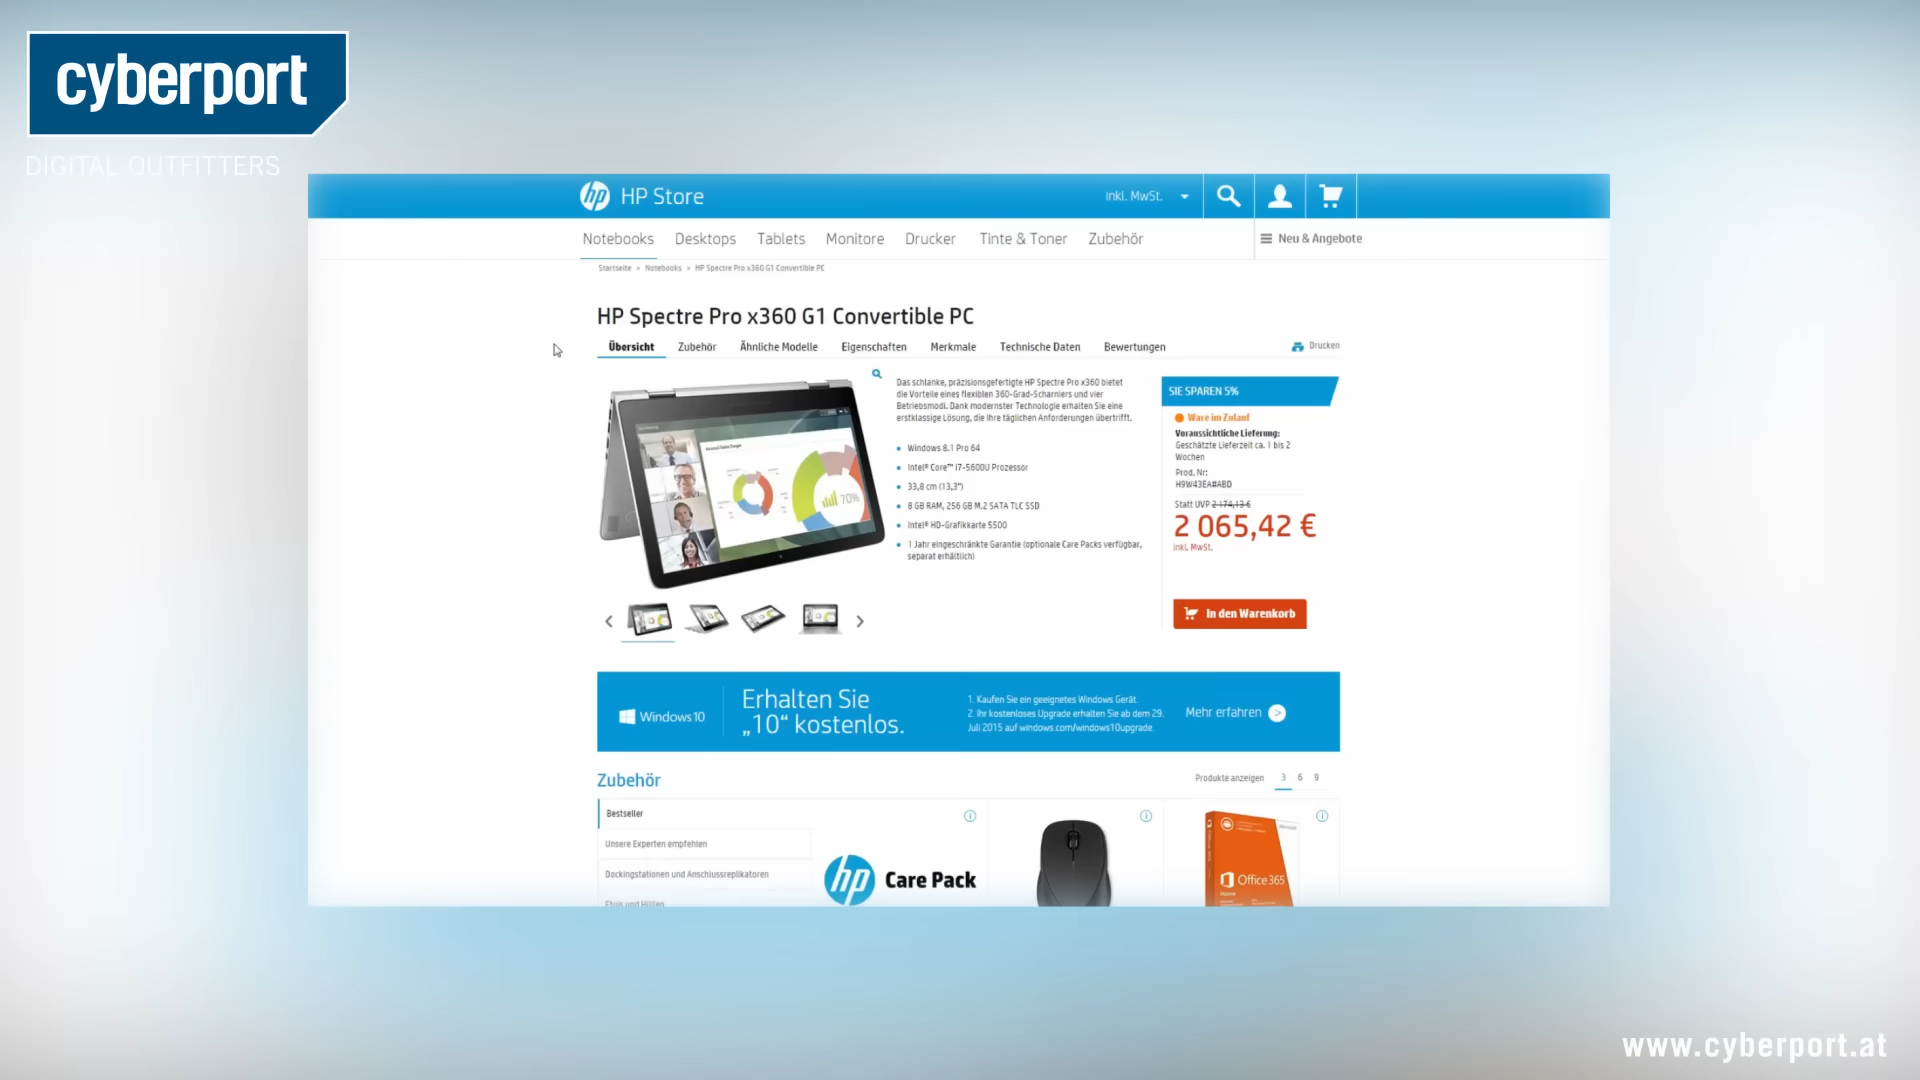 cyberport
DIGITAL OUTFITTERS
hp HP Store
inkl. MwSt.
Notebooks Desktops Tablets Monitore Drucker Tinte & Toner Zubehör
Neu & Angebote
Startseite > Notebooks > HP Spectre Pro x360 G1 Convertible PC
HP Spectre Pro x360 G1 Convertible PC
Übersicht Zubehör Ähnliche Modelle Eigenschaften Merkmale Technische Daten Bewertungen
Drucken
Das schlanke, präzisionsgefertigte HP Spectre Pro x360 bietet
die Vorteile eines flexiblen 360-Grad-Scharniers und vier
Betriebsmodi. Dank modernster Technologie erhalten Sie eine
erstklassige Lösung, die Ihre täglichen Anforderungen übertrifft.
Windows 8.1 Pro 64
Intel® Core™ i7-5600U Prozessor
33,8 cm (13,3")
8 GB RAM, 256 GB M.2 SATA TLC SSD
Intel® HD-Grafikkarte 5500
1 Jahr eingeschränkte Garantie (optionale Care Packs verfügbar,
separat erhältlich)
70%
SIE SPAREN 5%
Ware im Zulauf
Voraussichtliche Lieferung:
Geschätzte Lieferzeit ca. 1 bis 2
Wochen
Prod. Nr:
H9W43EA#ABD
Statt UVP 2 174,13 €
2 065,42 €
inkl. MwSt.
In den Warenkorb
Windows 10
Erhalten Sie
„10“ kostenlos.
1. Kaufen Sie ein geeignetes Windows Gerät.
2. Ihr kostenloses Upgrade erhalten Sie ab dem 29.
Juli 2015 auf windows.com/windows10upgrade.
Mehr erfahren
Zubehör
Produkte anzeigen 3 6 9
Bestseller
Unsere Experten empfehlen
Dockingstationen und Anschlussreplikatoren
Etuis und Hüllen
hp Care Pack
Office 365
www.cyberport.at